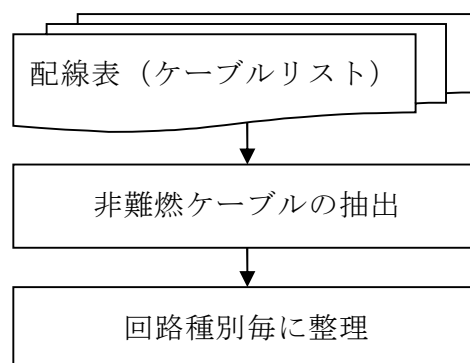 配線表（ケーブルリスト）
非難燃ケーブルの抽出
回路種別毎に整理